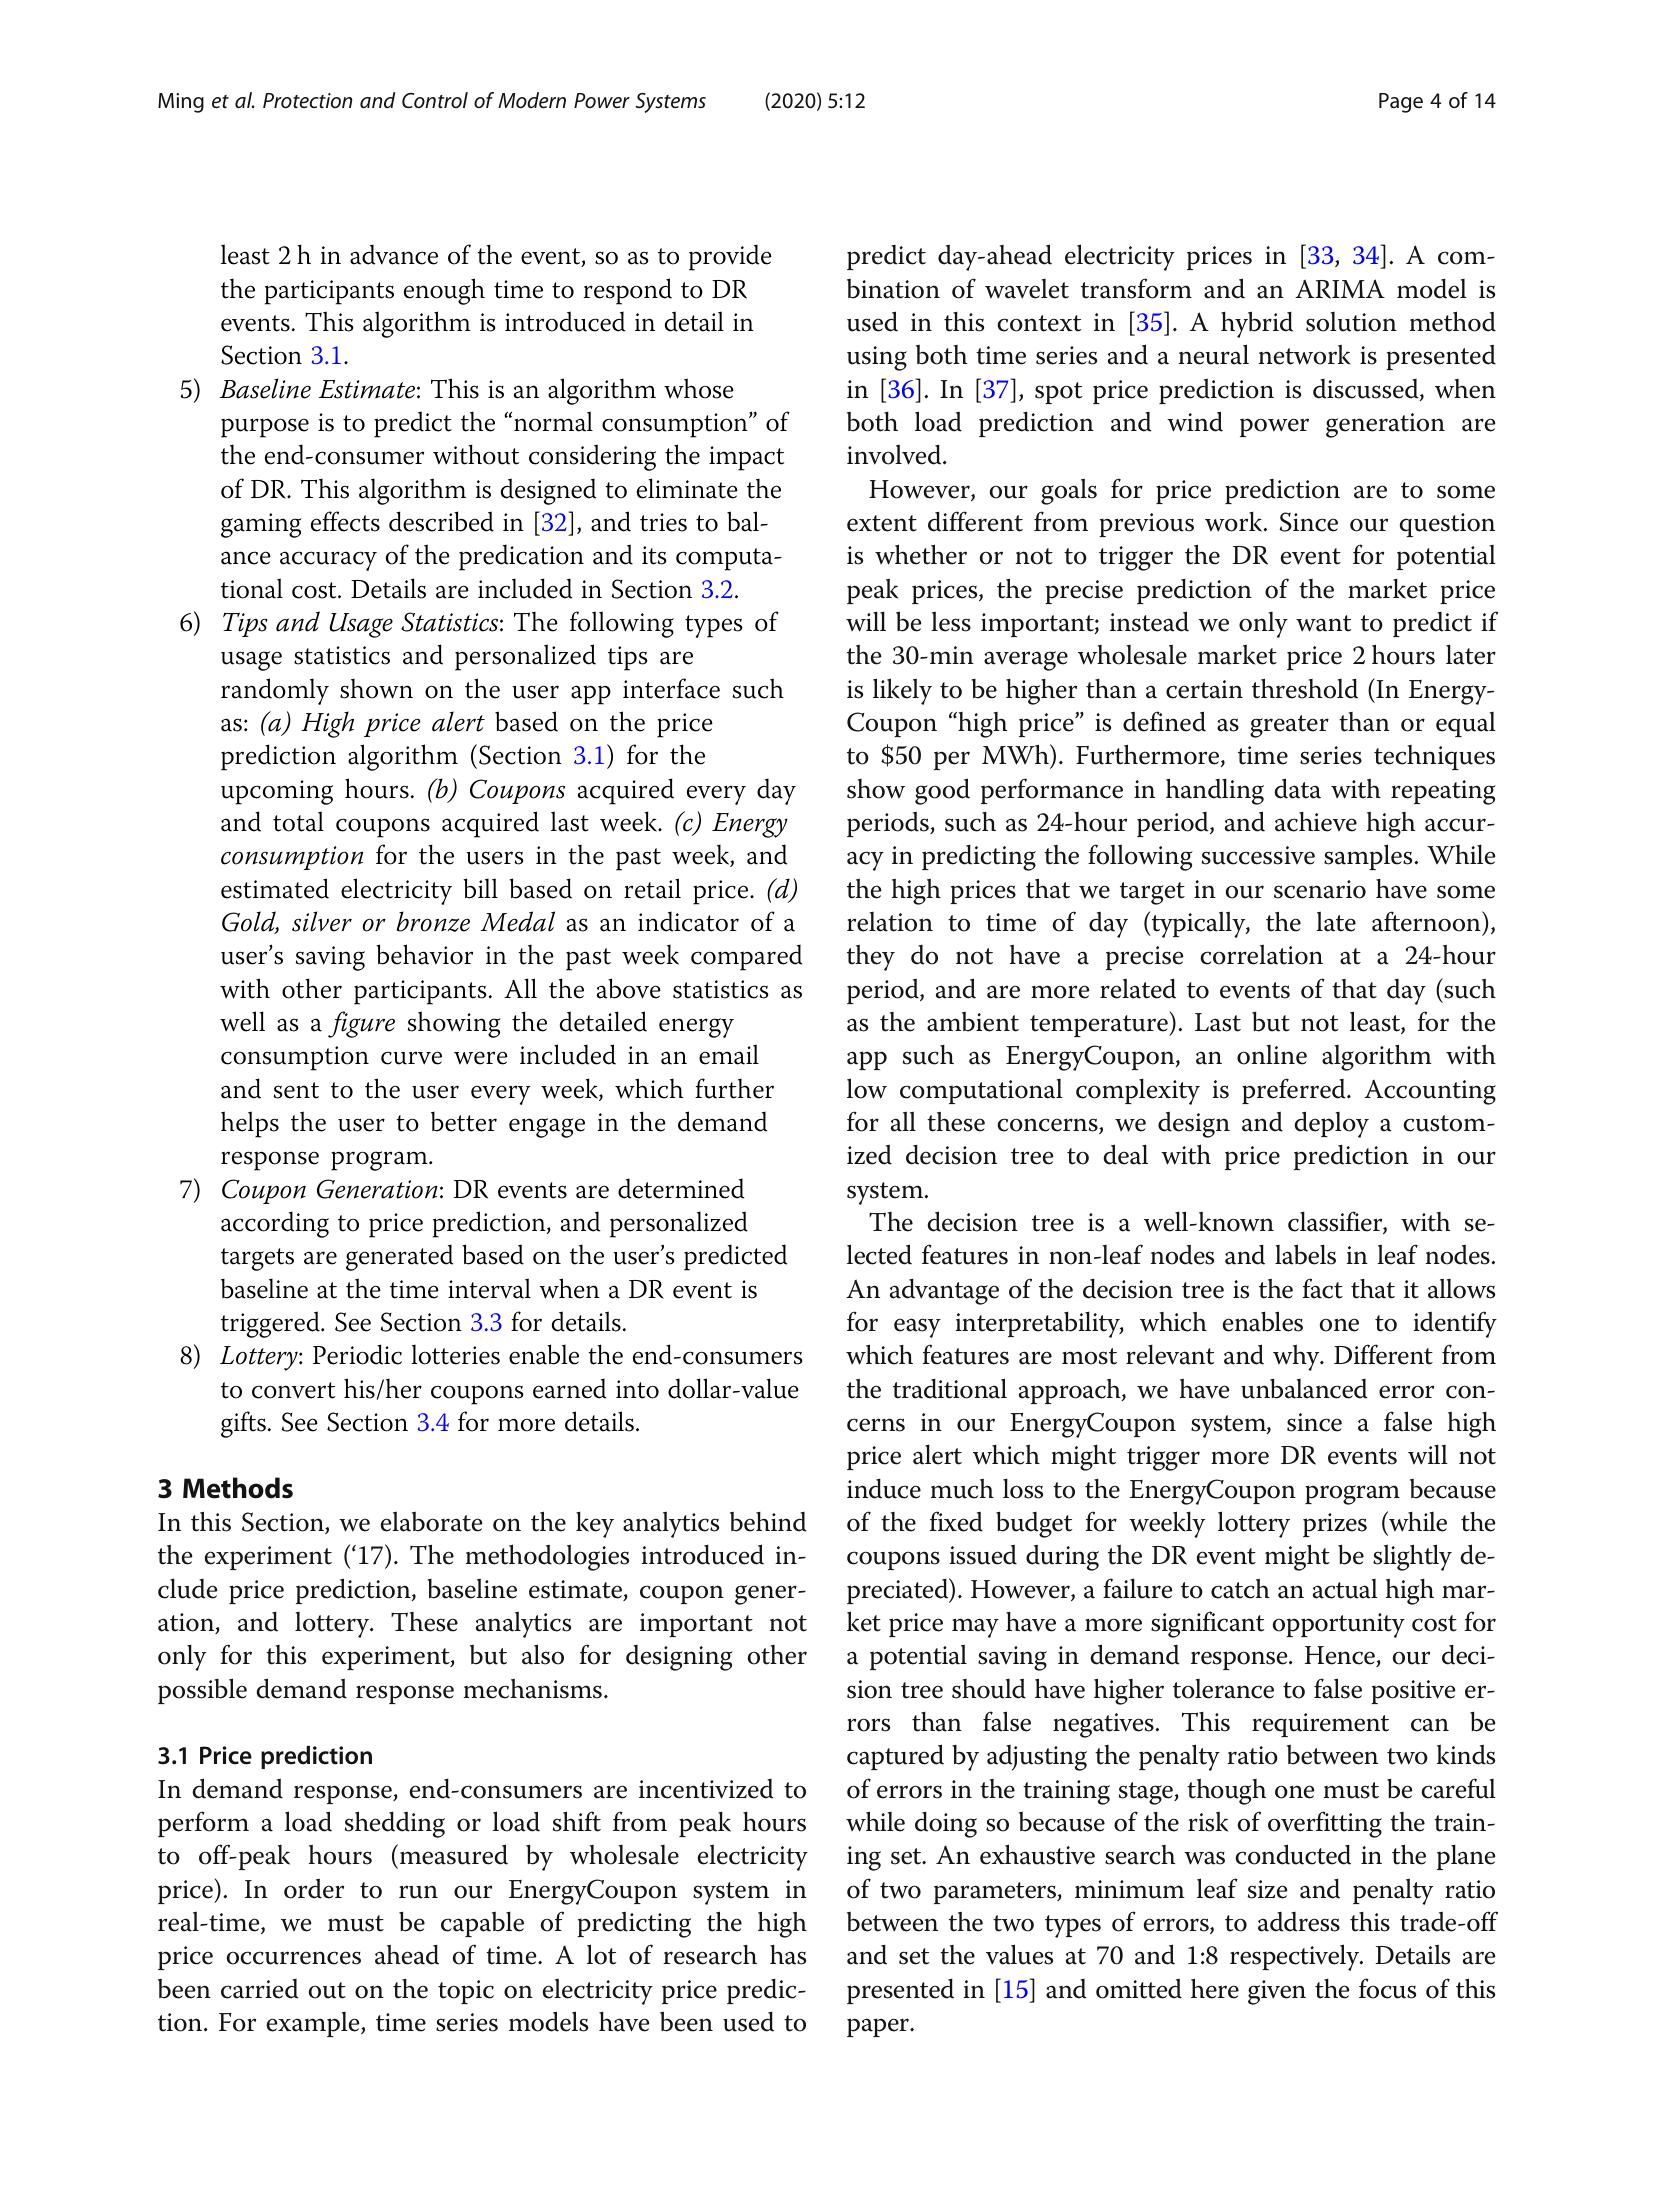 Ming et al. Protection and Control of Modern Power Systems (2020) 5:12 Page 4 of 14
least 2 h in advance of the event, so as to provide
the participants enough time to respond to DR
events. This algorithm is introduced in detail in
Section 3.1.
5) Baseline Estimate: This is an algorithm whose
purpose is to predict the “normal consumption” of
the end-consumer without considering the impact
of DR. This algorithm is designed to eliminate the
gaming effects described in [32], and tries to bal-
ance accuracy of the predication and its computa-
tional cost. Details are included in Section 3.2.
6) Tips and Usage Statistics: The following types of
usage statistics and personalized tips are
randomly shown on the user app interface such
as: (a) High price alert based on the price
prediction algorithm (Section 3.1) for the
upcoming hours. (b) Coupons acquired every day
and total coupons acquired last week. (c) Energy
consumption for the users in the past week, and
estimated electricity bill based on retail price. (d)
Gold, silver or bronze Medal as an indicator of a
user’s saving behavior in the past week compared
with other participants. All the above statistics as
well as a figure showing the detailed energy
consumption curve were included in an email
and sent to the user every week, which further
helps the user to better engage in the demand
response program.
7) Coupon Generation: DR events are determined
according to price prediction, and personalized
targets are generated based on the user’s predicted
baseline at the time interval when a DR event is
triggered. See Section 3.3 for details.
8) Lottery: Periodic lotteries enable the end-consumers
to convert his/her coupons earned into dollar-value
gifts. See Section 3.4 for more details.
3 Methods
In this Section, we elaborate on the key analytics behind
the experiment (‘17). The methodologies introduced in-
clude price prediction, baseline estimate, coupon gener-
ation, and lottery. These analytics are important not
only for this experiment, but also for designing other
possible demand response mechanisms.
3.1 Price prediction
In demand response, end-consumers are incentivized to
perform a load shedding or load shift from peak hours
to off-peak hours (measured by wholesale electricity
price). In order to run our EnergyCoupon system in
real-time, we must be capable of predicting the high
price occurrences ahead of time. A lot of research has
been carried out on the topic on electricity price predic-
tion. For example, time series models have been used to
predict day-ahead electricity prices in [33, 34]. A com-
bination of wavelet transform and an ARIMA model is
used in this context in [35]. A hybrid solution method
using both time series and a neural network is presented
in [36]. In [37], spot price prediction is discussed, when
both load prediction and wind power generation are
involved.
However, our goals for price prediction are to some
extent different from previous work. Since our question
is whether or not to trigger the DR event for potential
peak prices, the precise prediction of the market price
will be less important; instead we only want to predict if
the 30-min average wholesale market price 2 hours later
is likely to be higher than a certain threshold (In Energy-
Coupon “high price” is defined as greater than or equal
to $50 per MWh). Furthermore, time series techniques
show good performance in handling data with repeating
periods, such as 24-hour period, and achieve high accur-
acy in predicting the following successive samples. While
the high prices that we target in our scenario have some
relation to time of day (typically, the late afternoon),
they do not have a precise correlation at a 24-hour
period, and are more related to events of that day (such
as the ambient temperature). Last but not least, for the
app such as EnergyCoupon, an online algorithm with
low computational complexity is preferred. Accounting
for all these concerns, we design and deploy a custom-
ized decision tree to deal with price prediction in our
system.
The decision tree is a well-known classifier, with se-
lected features in non-leaf nodes and labels in leaf nodes.
An advantage of the decision tree is the fact that it allows
for easy interpretability, which enables one to identify
which features are most relevant and why. Different from
the traditional approach, we have unbalanced error con-
cerns in our EnergyCoupon system, since a false high
price alert which might trigger more DR events will not
induce much loss to the EnergyCoupon program because
of the fixed budget for weekly lottery prizes (while the
coupons issued during the DR event might be slightly de-
preciated). However, a failure to catch an actual high mar-
ket price may have a more significant opportunity cost for
a potential saving in demand response. Hence, our deci-
sion tree should have higher tolerance to false positive er-
rors than false negatives. This requirement can be
captured by adjusting the penalty ratio between two kinds
of errors in the training stage, though one must be careful
while doing so because of the risk of overfitting the train-
ing set. An exhaustive search was conducted in the plane
of two parameters, minimum leaf size and penalty ratio
between the two types of errors, to address this trade-off
and set the values at 70 and 1:8 respectively. Details are
presented in [15] and omitted here given the focus of this
paper.